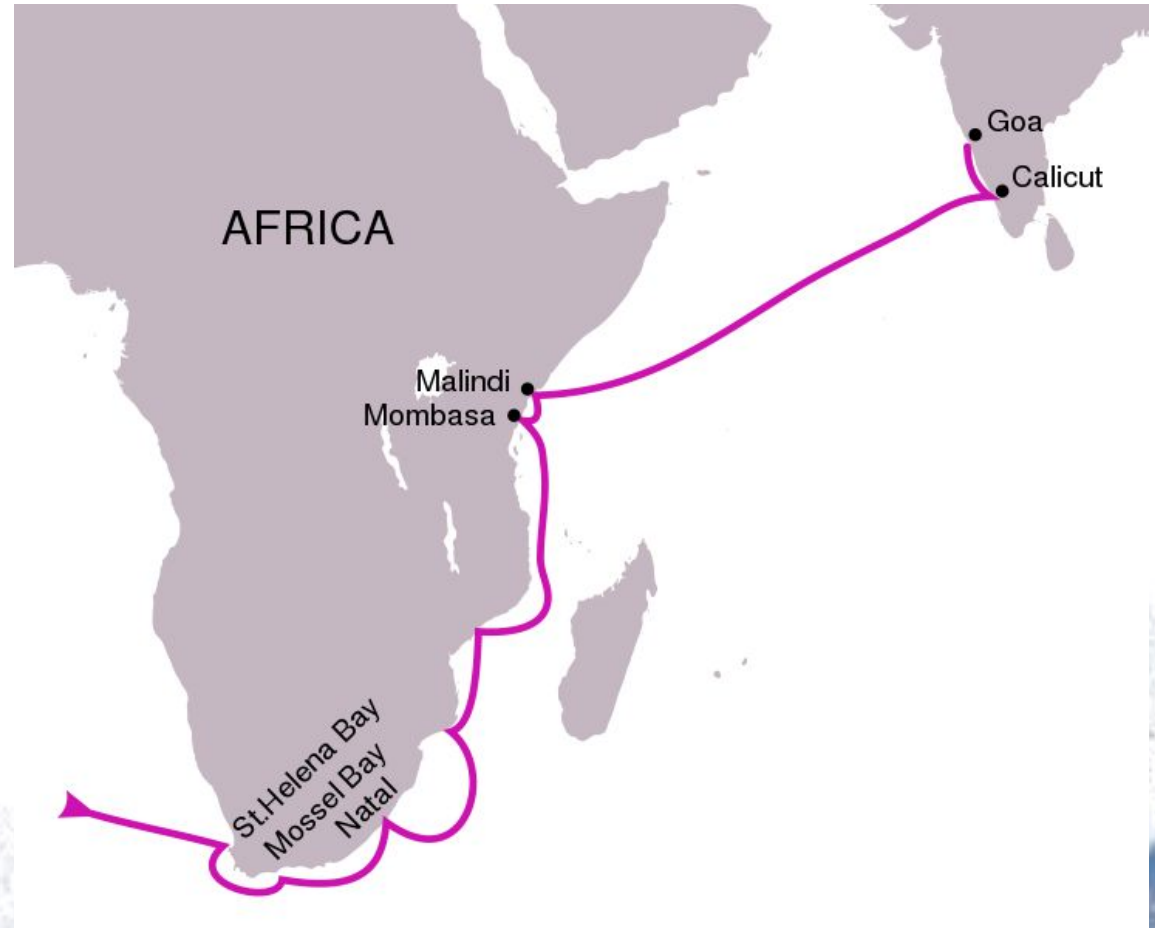 Goa
Calicut
AFRICA
Malindi
Mombasa
St.Helena Bay
Mossel Bay
Natal